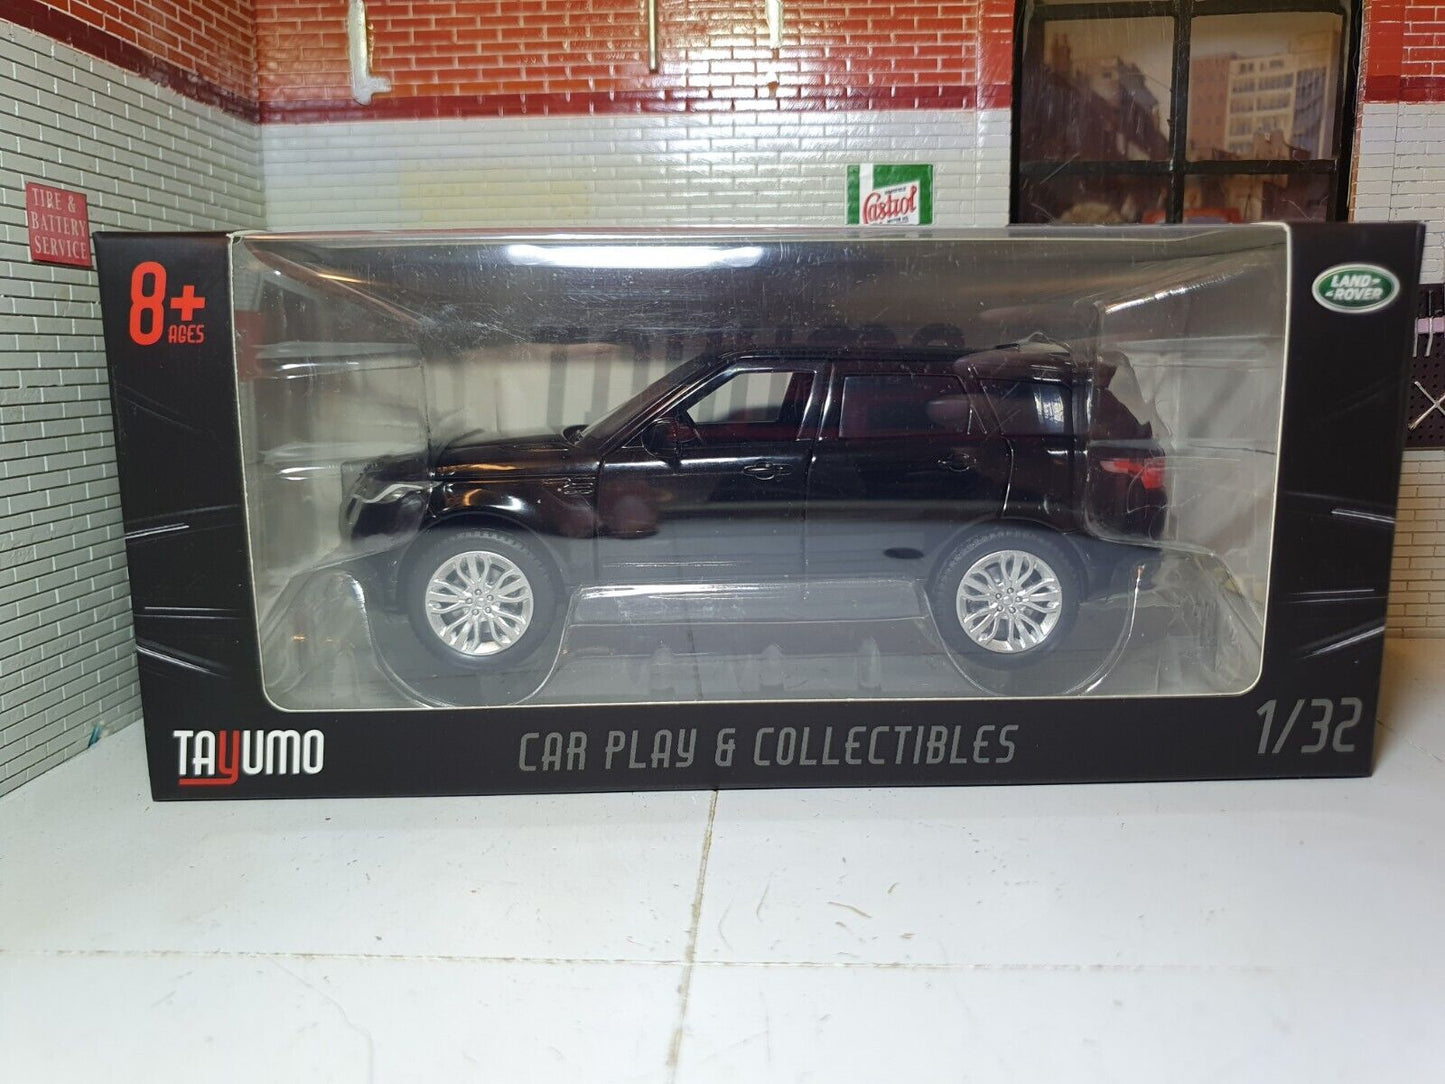 TIRE &
BATTERY
SERVICE
Castrol
8+
AGES
LAND-
-ROVER
TAYUMO
CAR PLAY & COLLECTIBLES
1/32